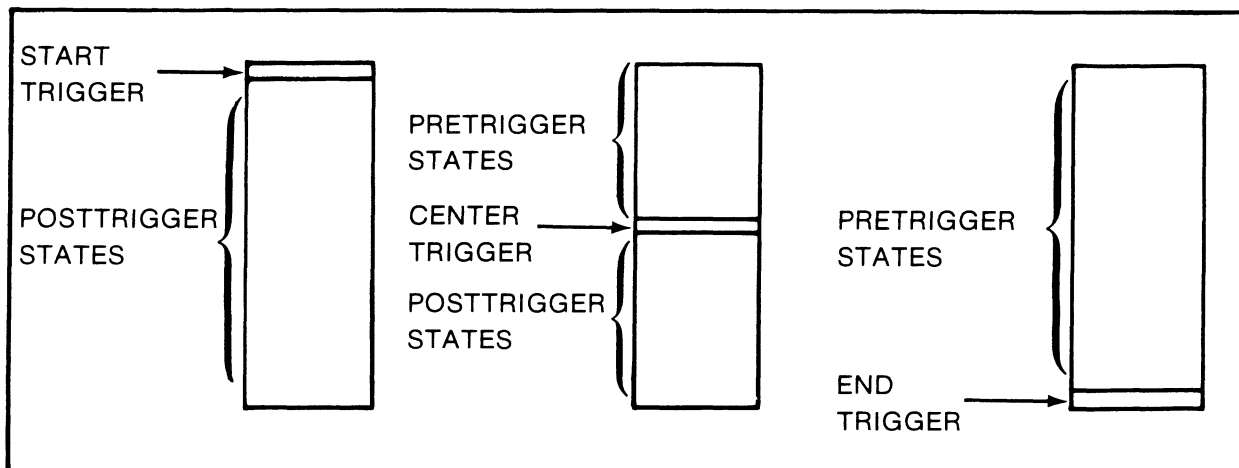 START
TRIGGER
POSTTRIGGER
STATES
PRETRIGGER
STATES
CENTER
TRIGGER
POSTTRIGGER
STATES
PRETRIGGER
STATES
END
TRIGGER